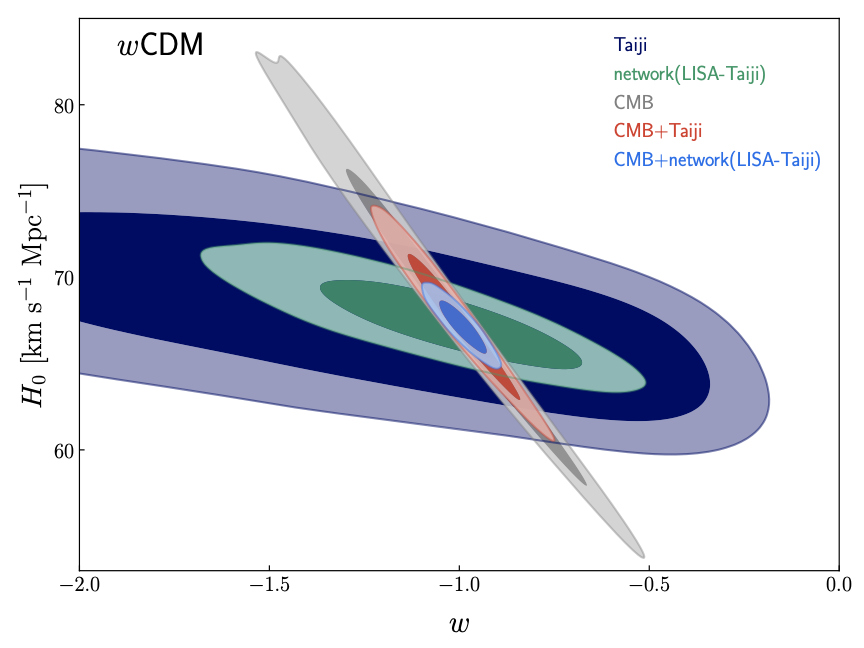 wCDM
Taiji
network(LISA-Taiji)
CMB
CMB+Taiji
CMB+network(LISA-Taiji)
80
70
60
H₀ [km s⁻¹ Mpc⁻¹]
−2.0 −1.5 −1.0 −0.5 0.0
w